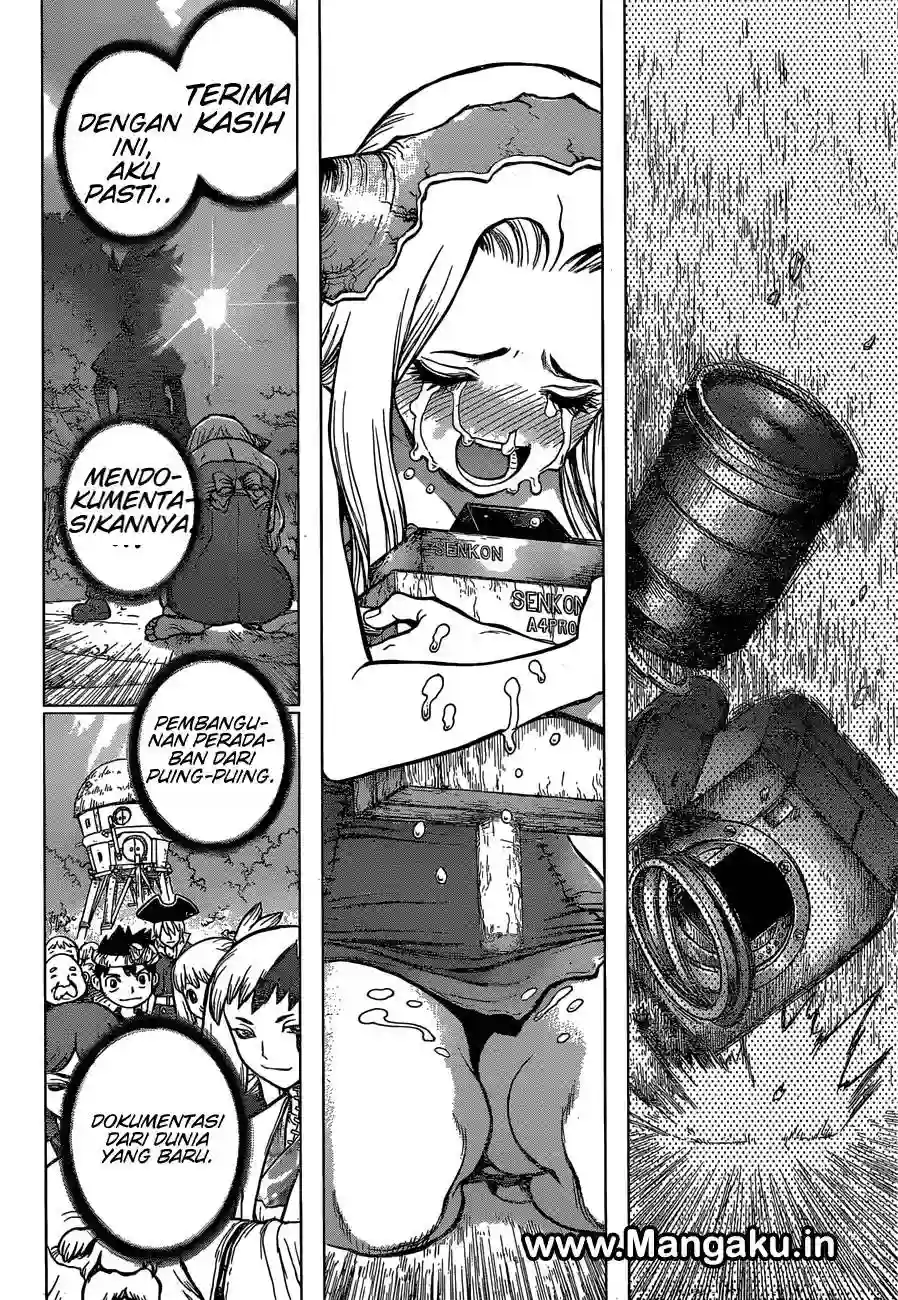 TERIMA
KASIH
DENGAN
INI,
AKU
PASTI..
MENDO-
KUMENTA-
SIKANNYA.
...
PEMBANGU-
NAN PERADA-
BAN DARI
PUING-PUING.
DOKUMENTASI
DARI DUNIA
YANG BARU.
SENKON
SENKON
A4PRO
www.Mangaku.in